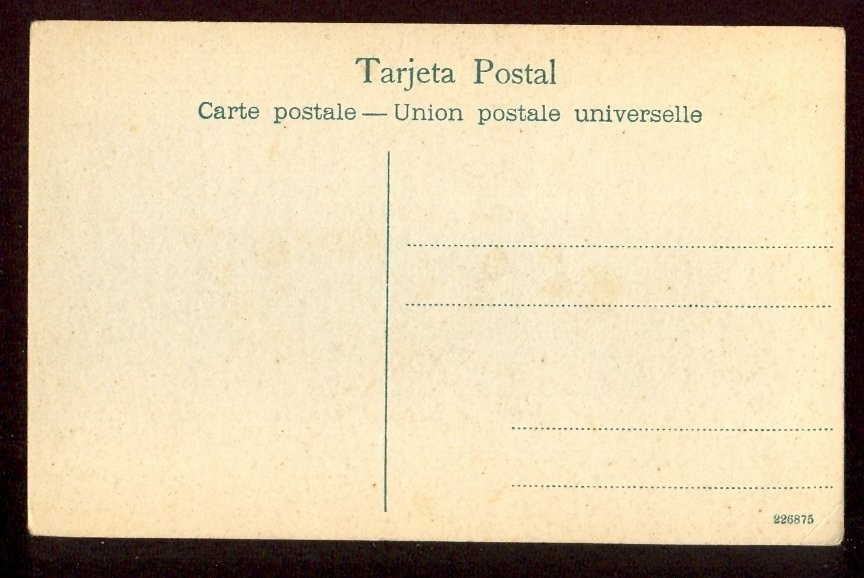 Tarjeta Postal
Carte postale — Union postale universelle
226875